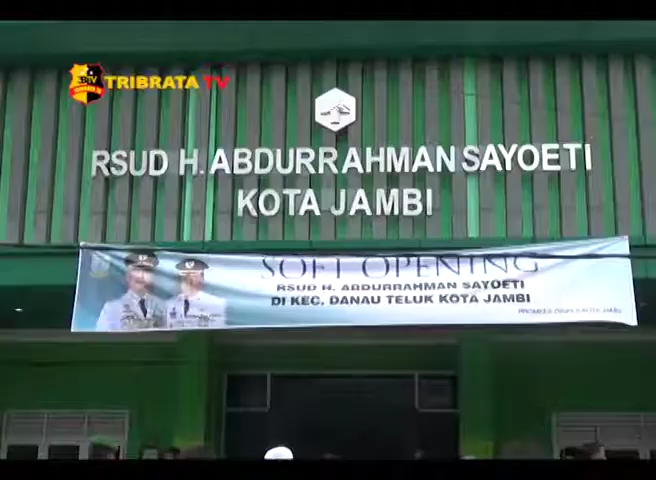 TRIBRATA TV
RSUD H. ABDURRAHMAN SAYOETI
KOTA JAMBI
SOFT OPENING
RSUD H. ABDURRAHMAN SAYOETI
DI KEC. DANAU TELUK KOTA JAMBI